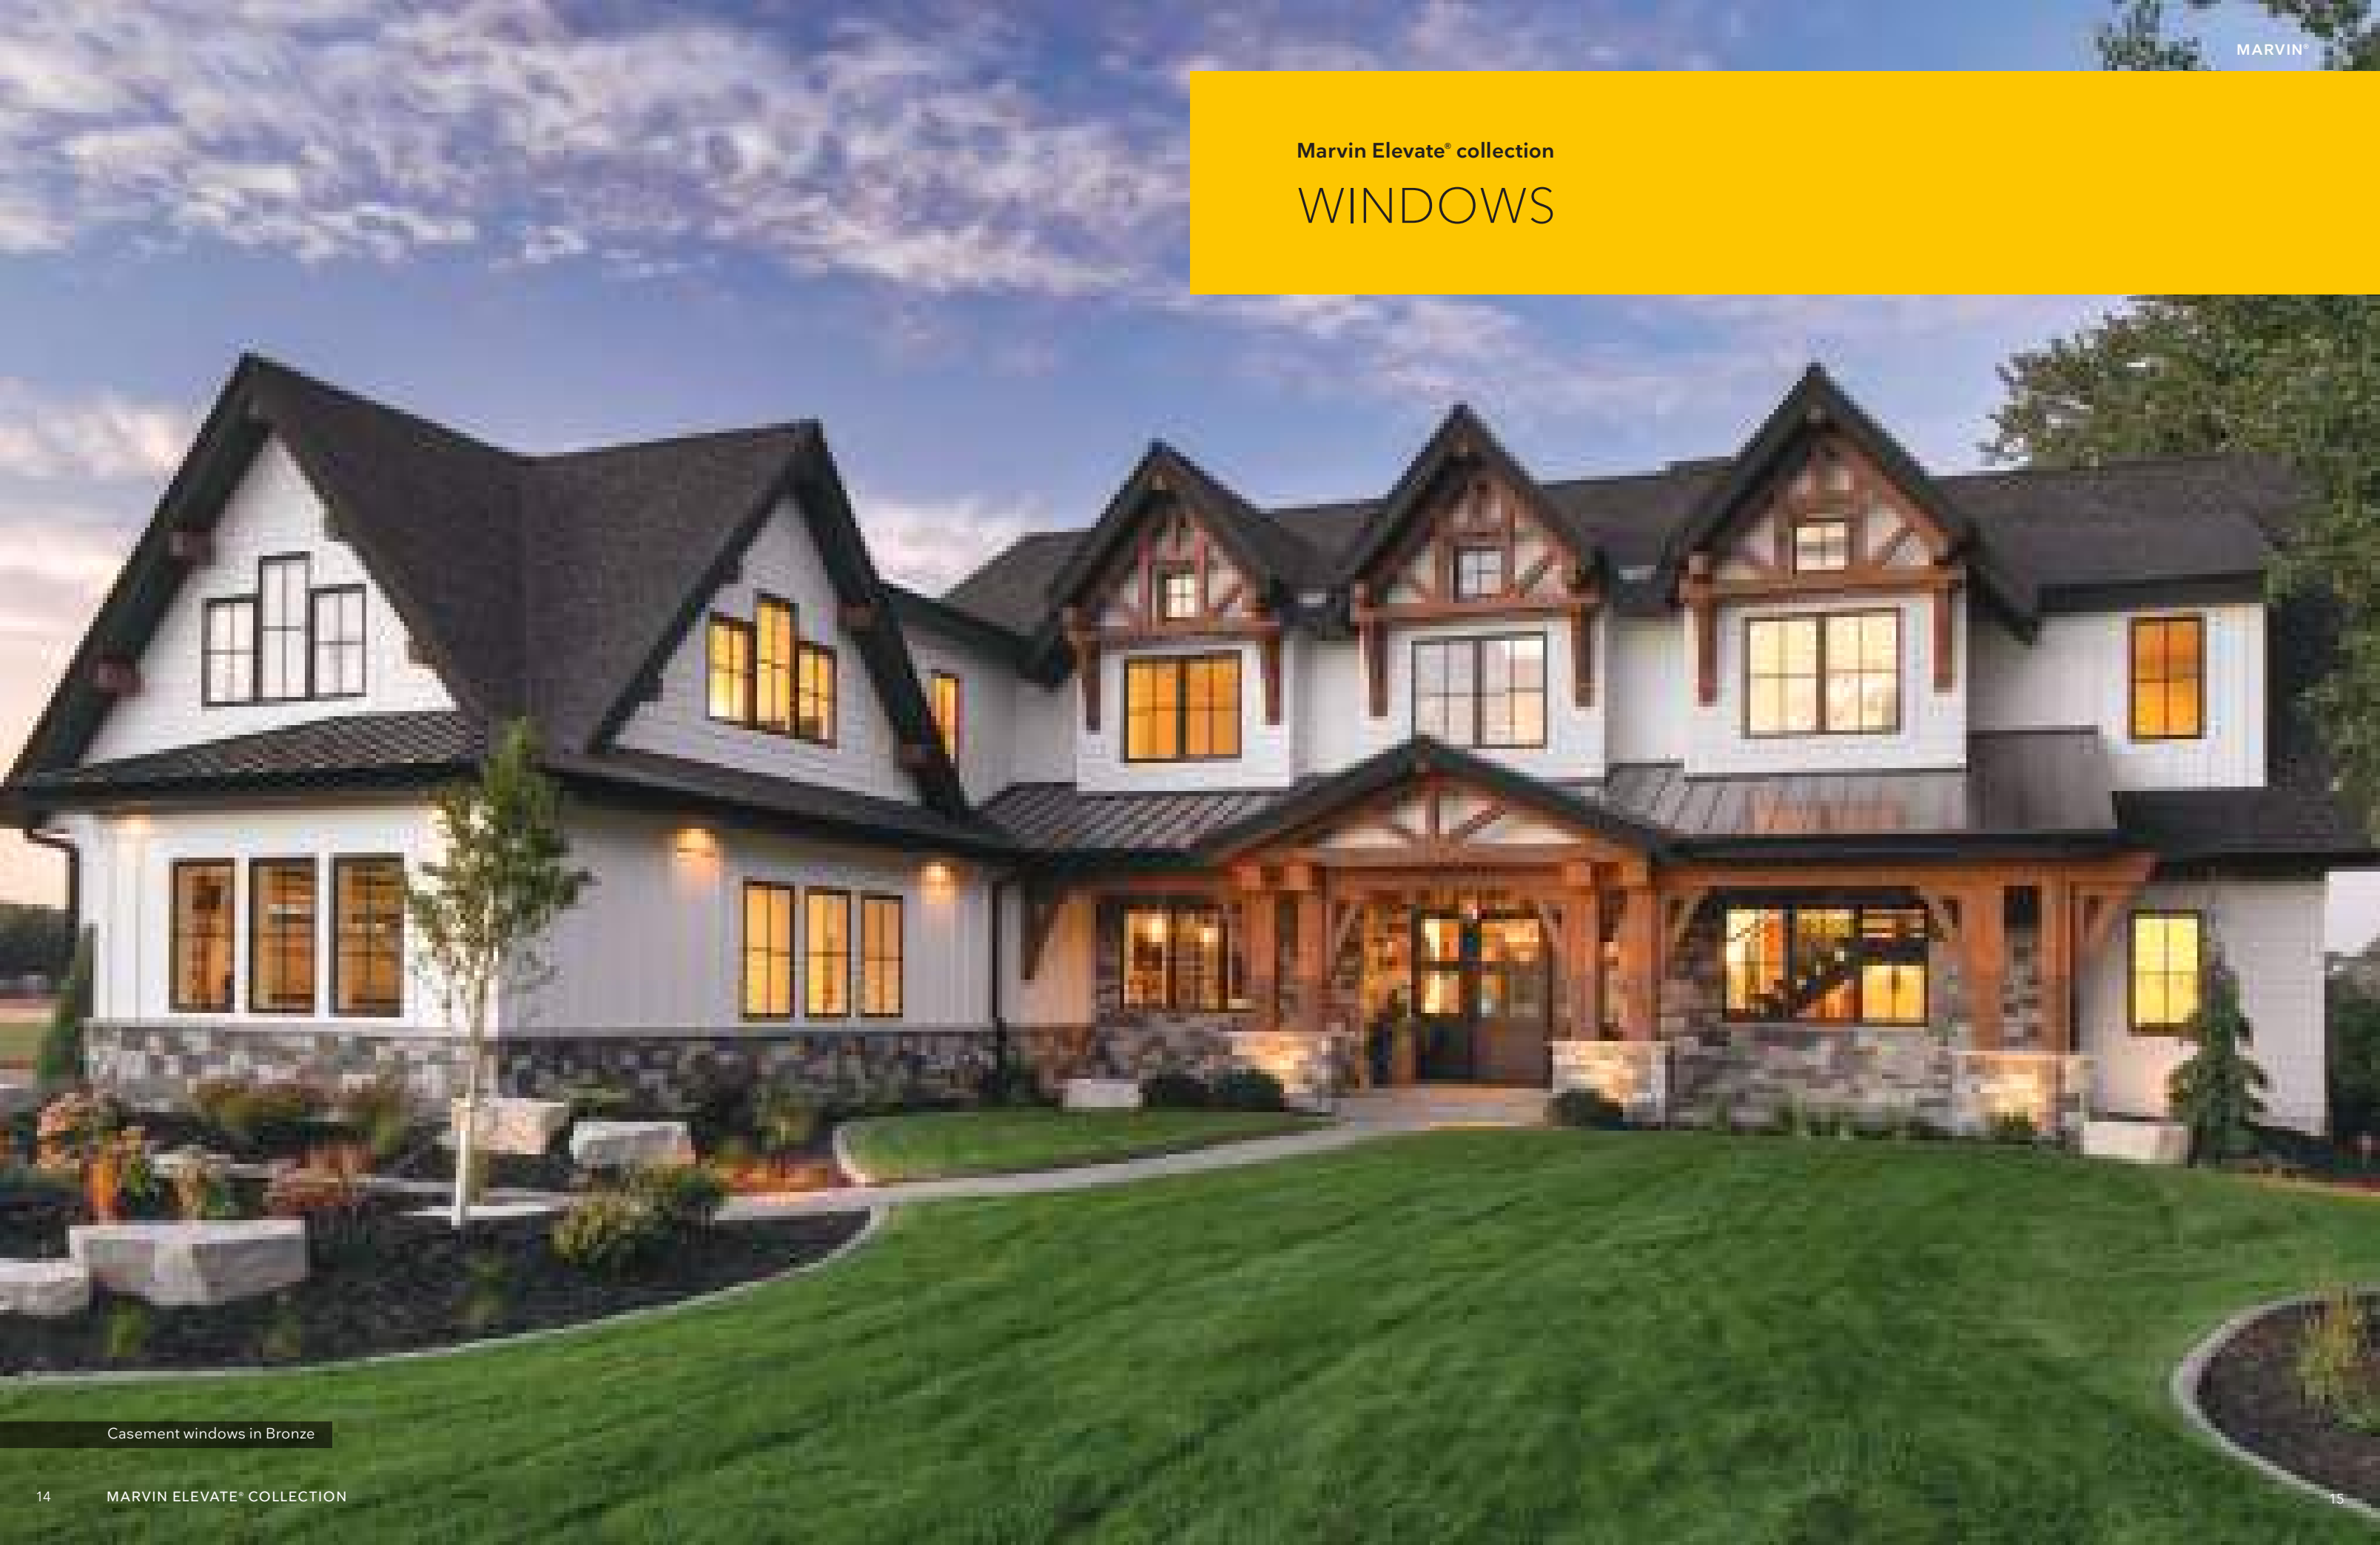 MARVIN®
Marvin Elevate® collection
WINDOWS
Casement windows in Bronze
14 MARVIN ELEVATE® COLLECTION
15